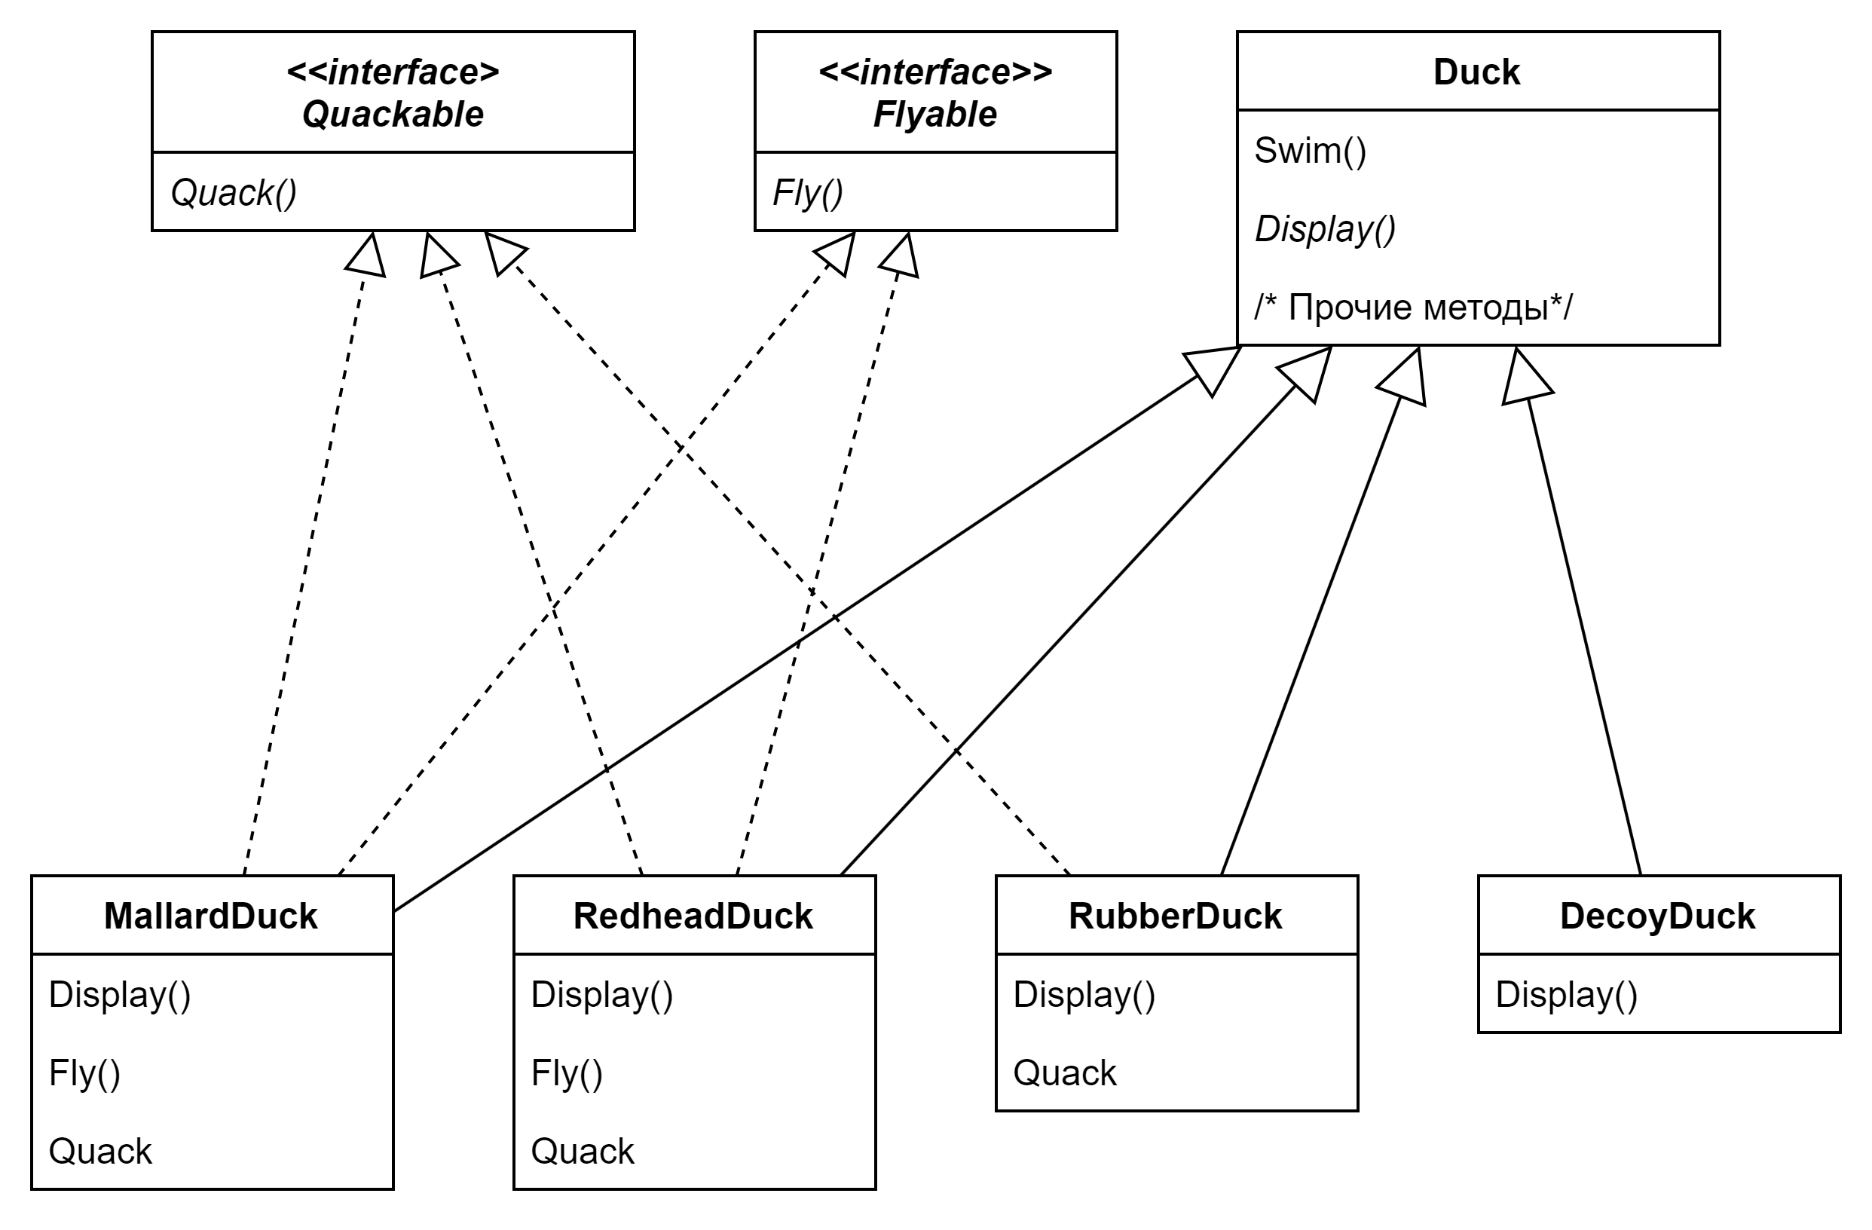 <<interface>
Quackable
Quack()
<<interface>>
Flyable
Fly()
Duck
Swim()
Display()
/* Прочие методы*/
MallardDuck
Display()
Fly()
Quack
RedheadDuck
Display()
Fly()
Quack
RubberDuck
Display()
Quack
DecoyDuck
Display()